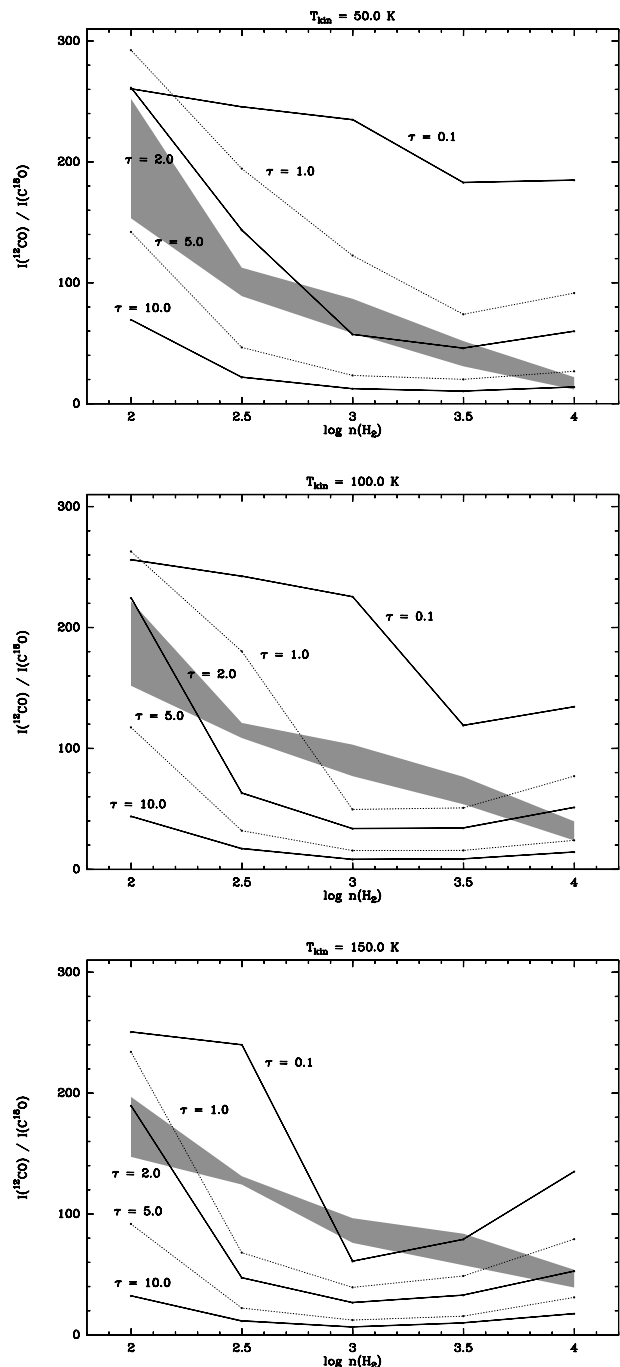 T_kin = 50.0 K
300
τ = 0.1
200
τ = 2.0
τ = 1.0
I(¹²CO) / I(C¹⁸O)
τ = 5.0
100
τ = 10.0
0
2 2.5 3 3.5 4
log n(H₂)
T_kin = 100.0 K
300
τ = 0.1
200
τ = 1.0
τ = 2.0
I(¹²CO) / I(C¹⁸O)
τ = 5.0
100
τ = 10.0
0
2 2.5 3 3.5 4
log n(H₂)
T_kin = 150.0 K
300
τ = 0.1
200
τ = 1.0
I(¹²CO) / I(C¹⁸O)
τ = 2.0
τ = 5.0
100
τ = 10.0
0
2 2.5 3 3.5 4
log n(H₂)